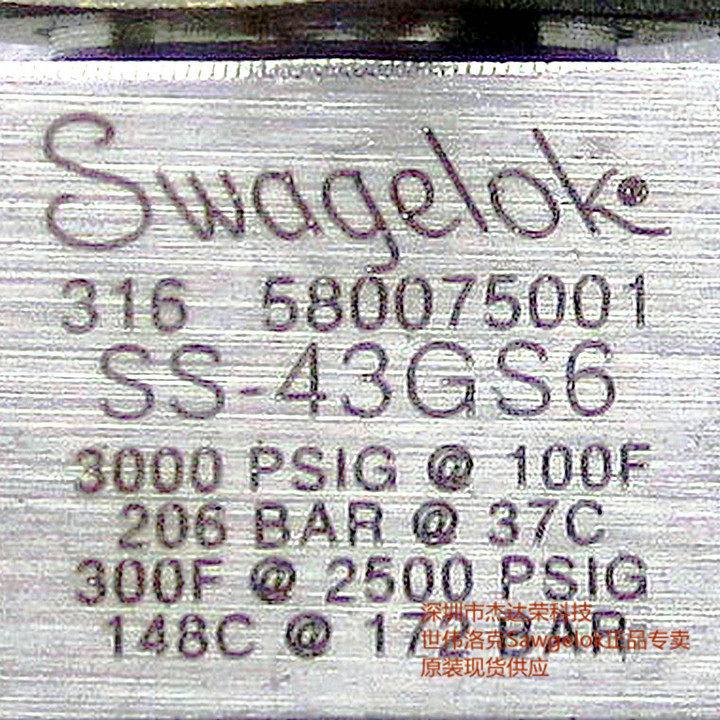 Swagelok®
316 580075001
SS-43GS6
3000 PSIG @ 100F
206 BAR @ 37C
300F @ 2500 PSIG
148C @ 172 BAR
深圳市杰达荣科技
世伟洛克Sawgelok正品专卖
原装现货供应